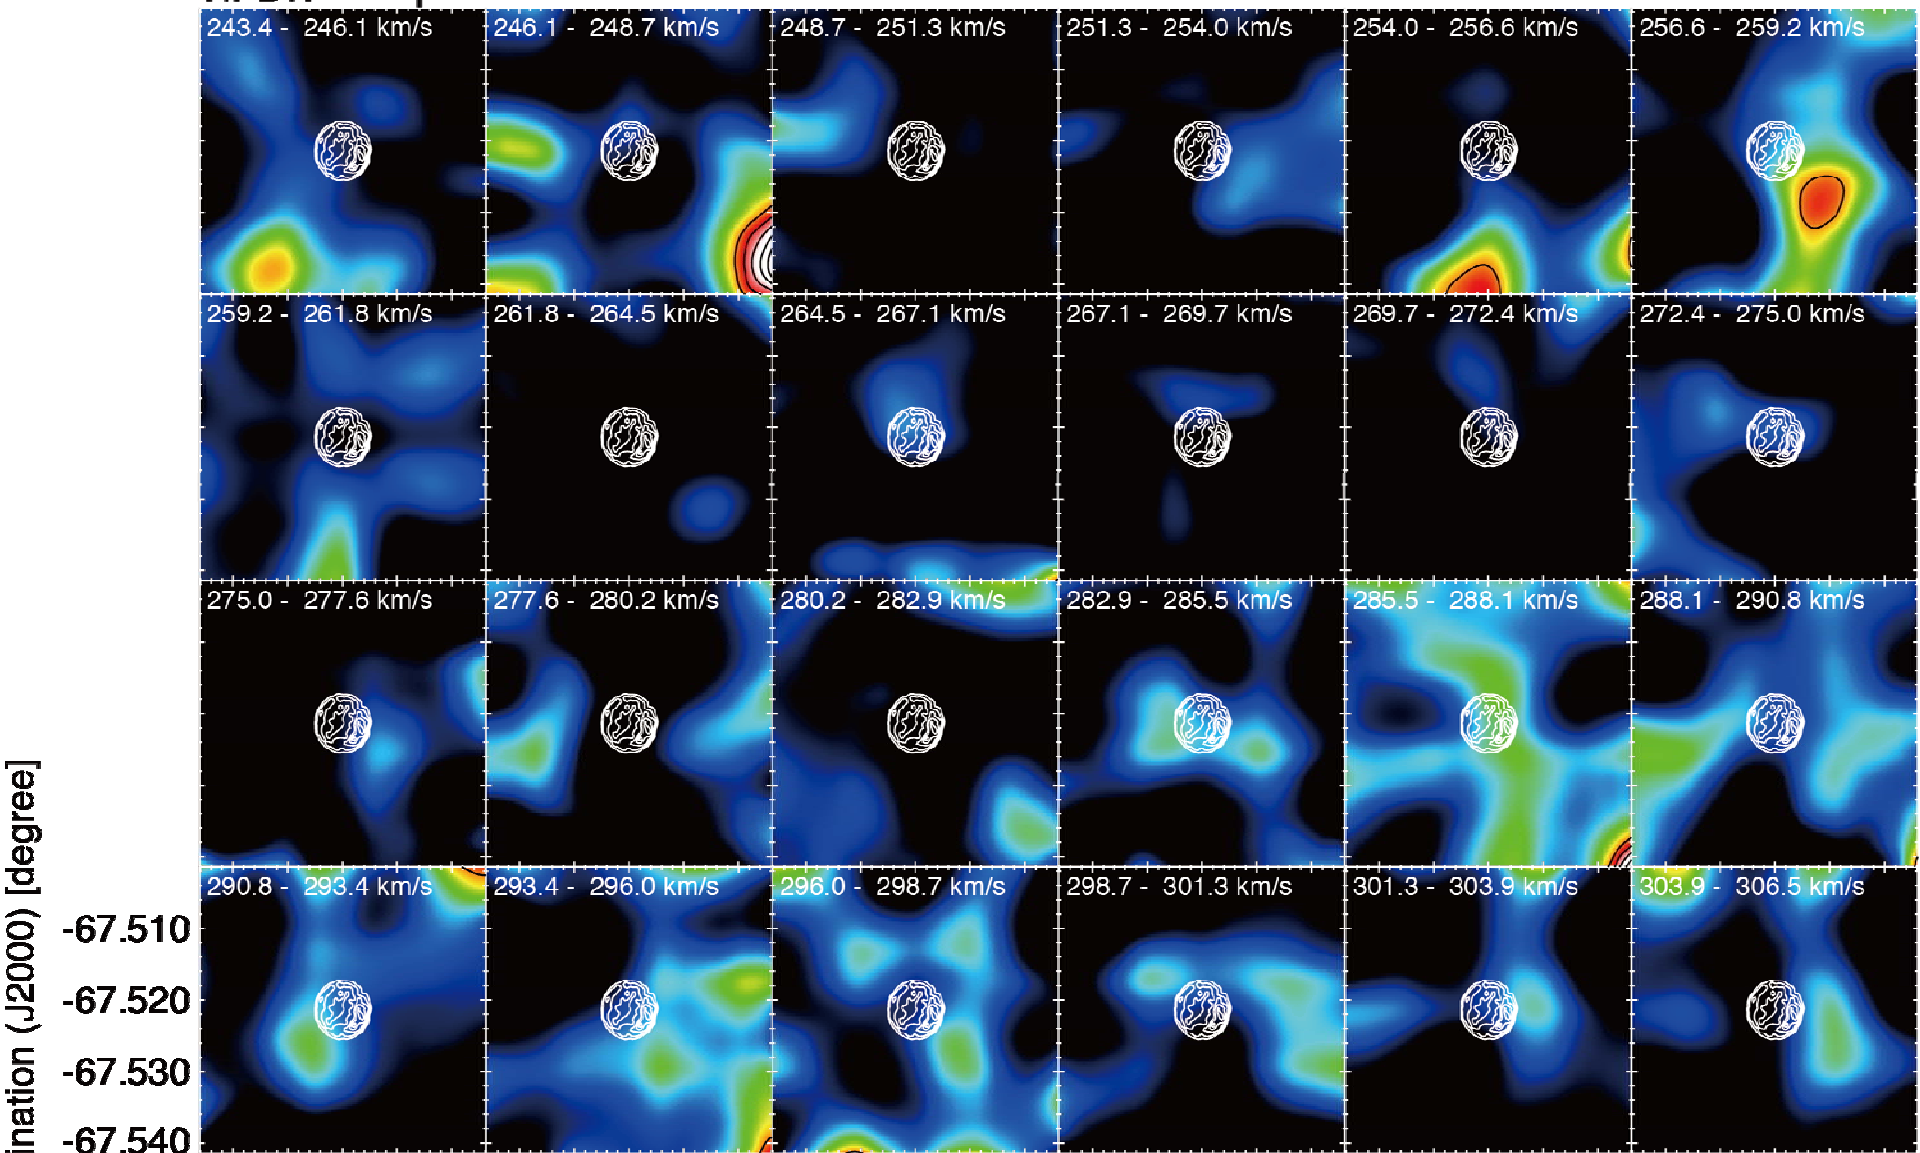 243.4 - 246.1 km/s
246.1 - 248.7 km/s
248.7 - 251.3 km/s
251.3 - 254.0 km/s
254.0 - 256.6 km/s
256.6 - 259.2 km/s
259.2 - 261.8 km/s
261.8 - 264.5 km/s
264.5 - 267.1 km/s
267.1 - 269.7 km/s
269.7 - 272.4 km/s
272.4 - 275.0 km/s
275.0 - 277.6 km/s
277.6 - 280.2 km/s
280.2 - 282.9 km/s
282.9 - 285.5 km/s
285.5 - 288.1 km/s
288.1 - 290.8 km/s
290.8 - 293.4 km/s
293.4 - 296.0 km/s
296.0 - 298.7 km/s
298.7 - 301.3 km/s
301.3 - 303.9 km/s
303.9 - 306.5 km/s
-67.510
-67.520
-67.530
-67.540
ination (J2000) [degree]